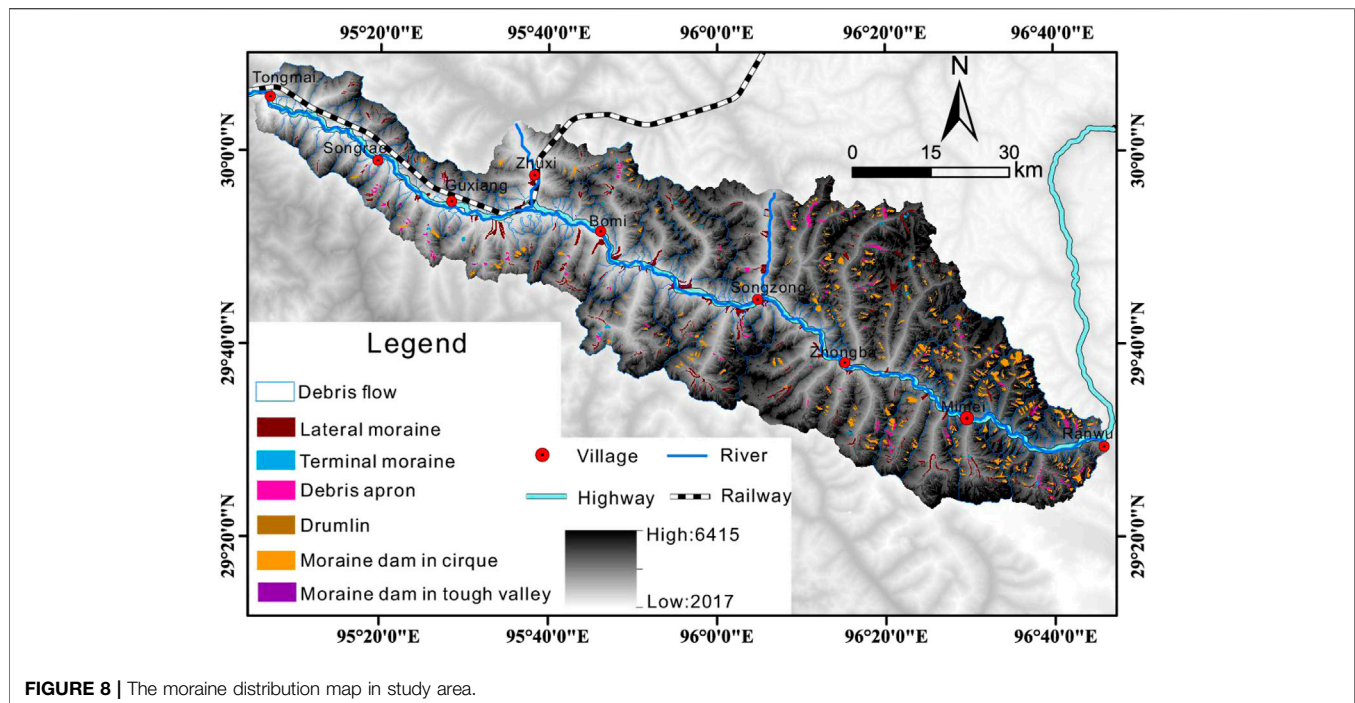 95°20'0"E
95°40'0"E
96°0'0"E
96°20'0"E
96°40'0"E
N
Tongmai
30°0'0"N
30°0'0"N
0 15 30
km
Songrao
Zhuxi
Guxiang
Bomi
Songzong
29°40'0"N
29°40'0"N
Legend
Zhongba
Mimei
Ranwu
Debris flow
Lateral moraine
Terminal moraine
Debris apron
Drumlin
Moraine dam in cirque
Moraine dam in tough valley
Village
River
Highway
Railway
High:6415
Low:2017
29°20'0"N
29°20'0"N
95°20'0"E
95°40'0"E
96°0'0"E
96°20'0"E
96°40'0"E
FIGURE 8 | The moraine distribution map in study area.